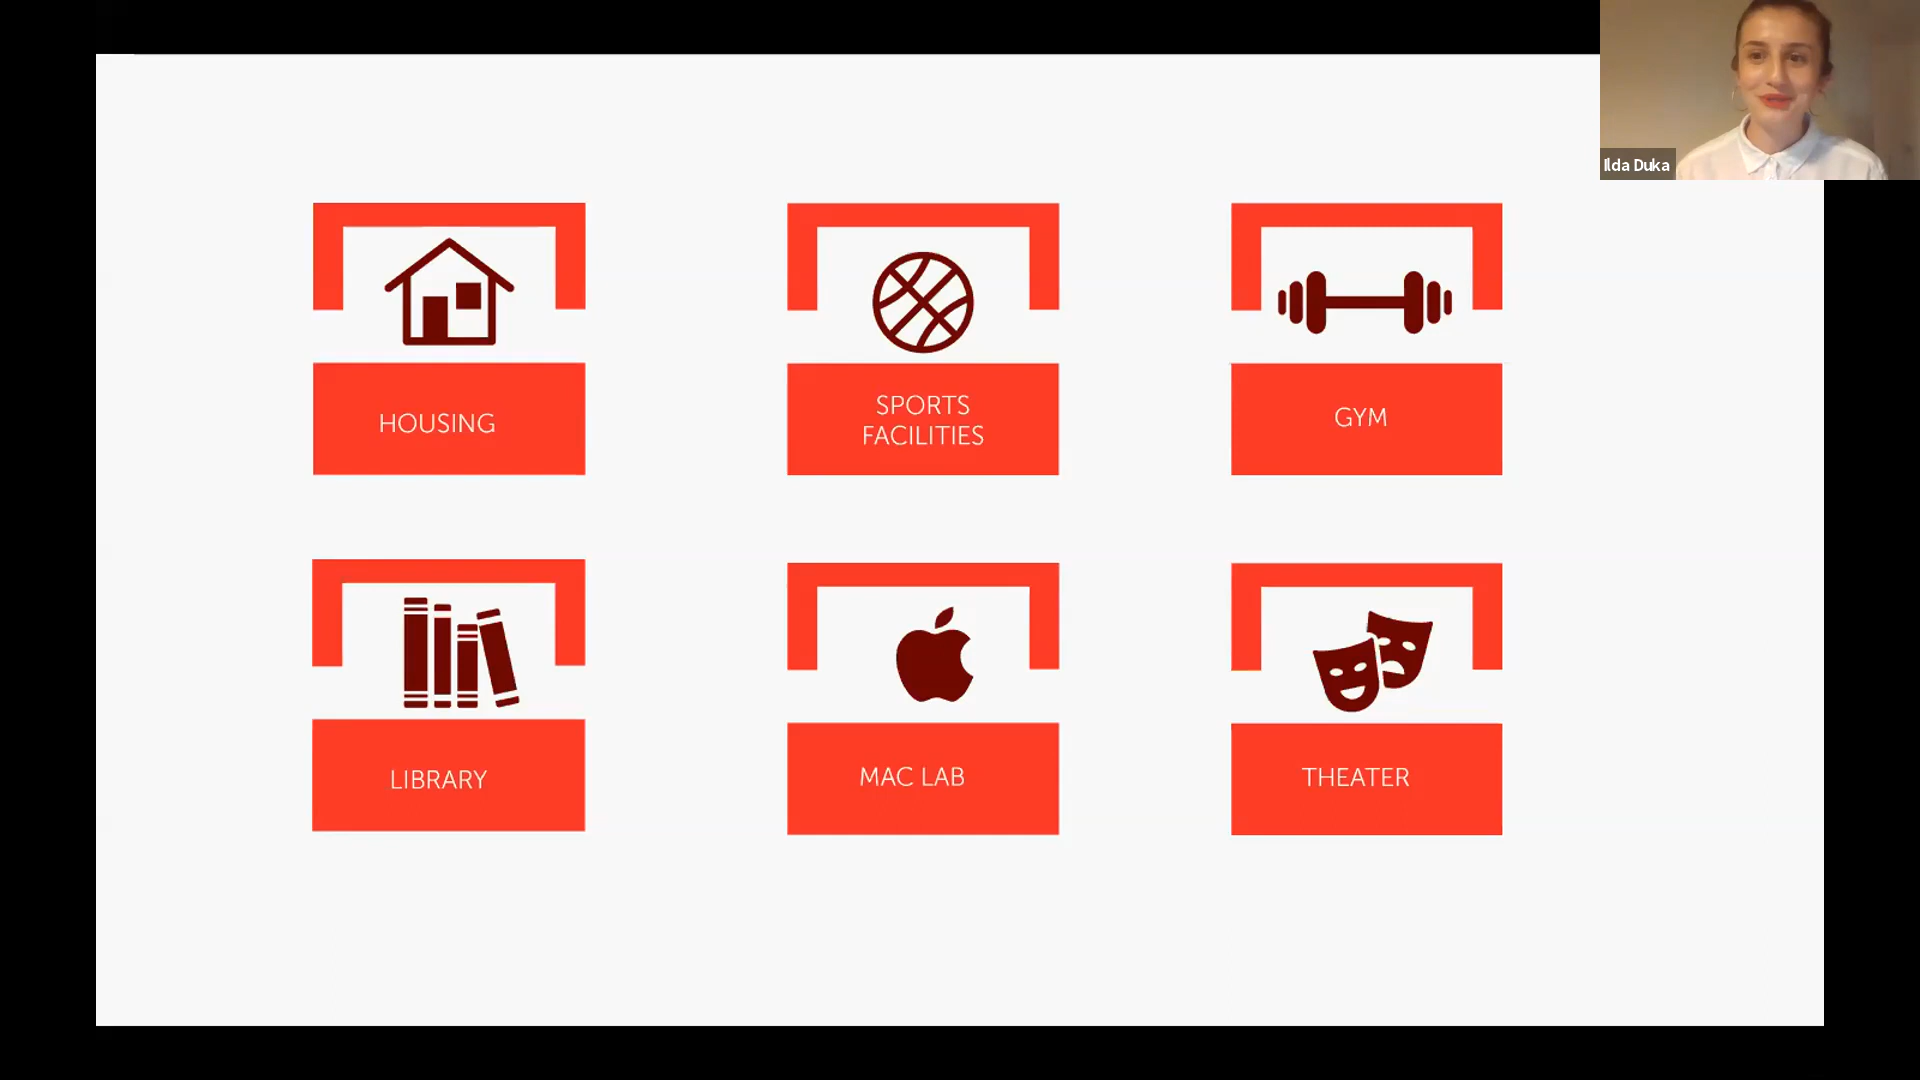 Ilda Duka
HOUSING
SPORTS
FACILITIES
GYM
LIBRARY
MAC LAB
THEATER